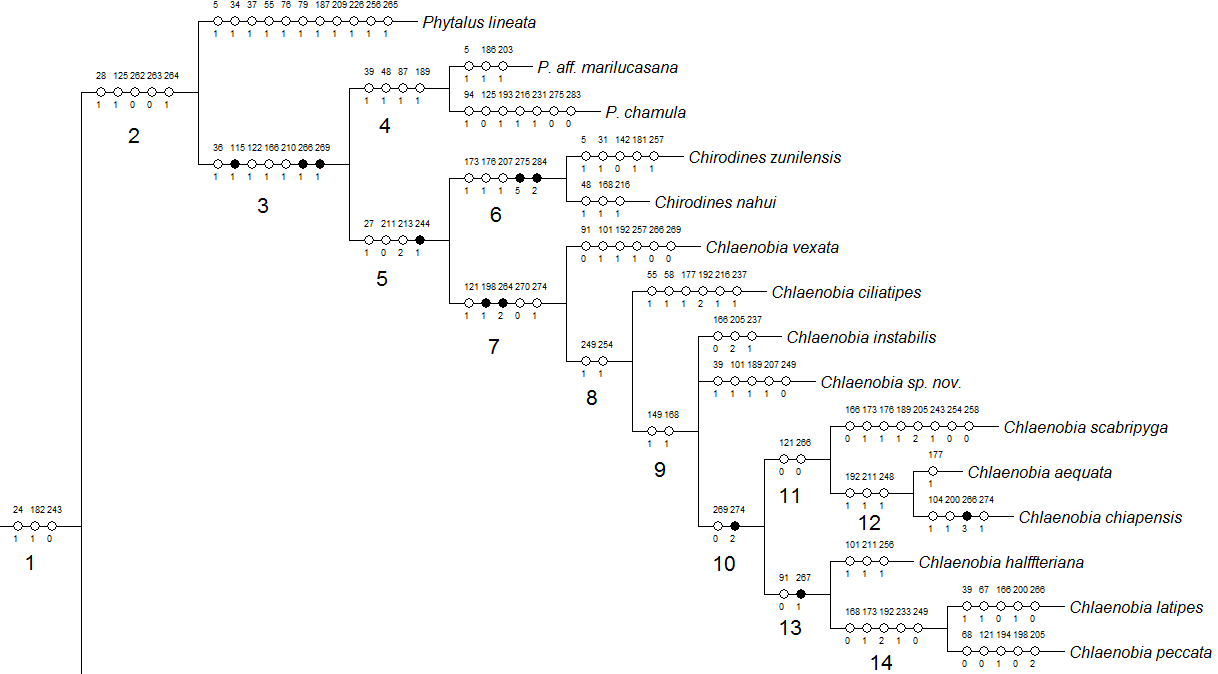 5 34 37 55 76 79 187 209 226 256 265
1 1 1 1 1 1 1 1 1 1 1
Phytalus lineata
5 186 203
1 1 1
P. aff. marilucasana
28 125 262 263 264
1 1 0 0 1
2
39 48 87 189
1 1 1 1
4
94 125 193 216 231 275 283
1 0 1 1 1 0 0
P. chamula
36 115 122 166 210 266 269
1 1 1 1 1 1 1
3
5 31 142 181 257
1 1 0 1 1
Chirodines zunilensis
173 176 207 275 284
1 1 1 5 2
6
48 168 216
1 1 1
Chirodines nahui
27 211 213 244
1 0 2 1
5
91 101 192 257 266 269
0 1 1 1 0 0
Chlaenobia vexata
121 198 264 270 274
1 1 2 0 1
7
55 58 177 192 216 237
1 1 1 2 1 1
Chlaenobia ciliatipes
249 254
1 1
8
166 205 237
0 2 1
Chlaenobia instabilis
39 101 189 207 249
1 1 1 1 0
Chlaenobia sp. nov.
149 168
1 1
9
166 173 176 189 205 243 254 258
0 1 1 1 2 1 0 0
Chlaenobia scabripyga
121 266
0 0
11
177
1
Chlaenobia aequata
192 211 248
1 1 1
12
104 200 266 274
1 1 3 1
Chlaenobia chiapensis
24 182 243
1 1 0
1
269 274
0 2
10
101 211 256
1 1 1
Chlaenobia halffteriana
91 267
0 1
13
39 67 166 200 266
1 1 0 1 0
Chlaenobia latipes
168 173 192 233 249
0 1 2 1 0
14
68 121 194 198 205
0 0 1 0 2
Chlaenobia peccata